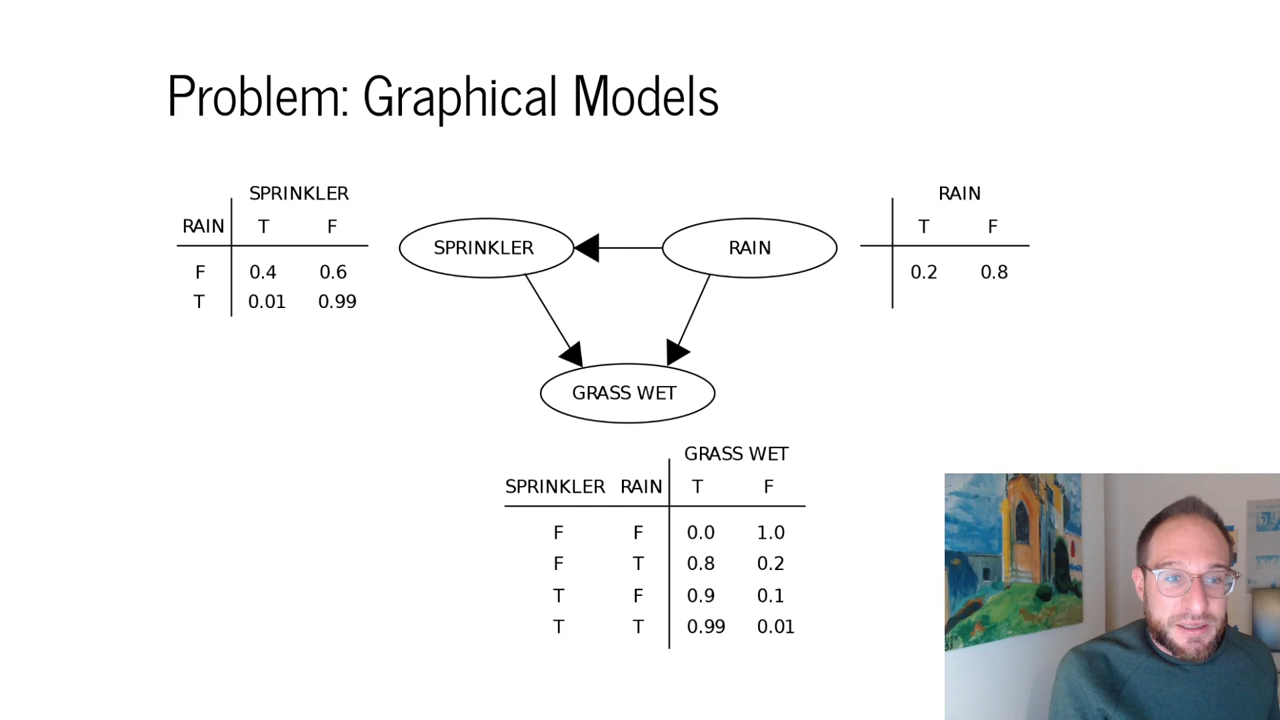 Problem: Graphical Models
SPRINKLER
RAIN T F
F 0.4 0.6
T 0.01 0.99
SPRINKLER
RAIN
RAIN
T F
0.2 0.8
GRASS WET
GRASS WET
SPRINKLER RAIN T F
F F 0.0 1.0
F T 0.8 0.2
T F 0.9 0.1
T T 0.99 0.01